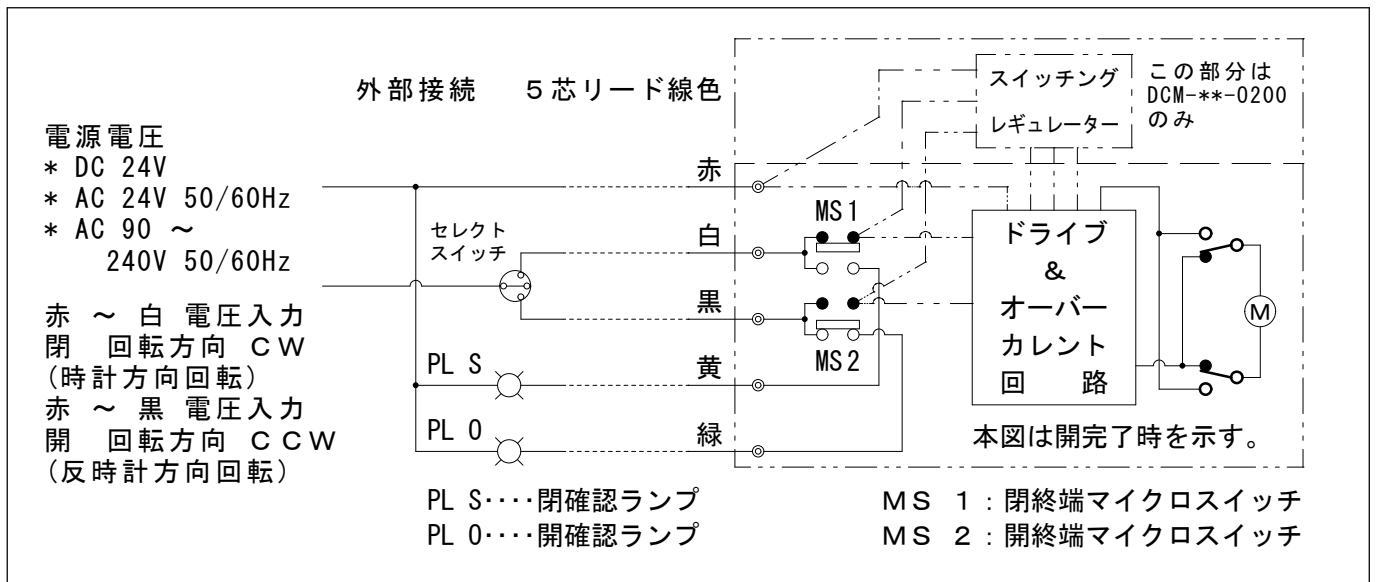 外部接続　５芯リード線色
スイッチング
レギュレーター
この部分は
DCM-**-0200
のみ
電源電圧
* DC 24V
* AC 24V 50/60Hz
* AC 90 ～
240V 50/60Hz
赤 ～ 白 電圧入力
閉　回転方向 ＣＷ
(時計方向回転)
赤 ～ 黒 電圧入力
開　回転方向 ＣＣＷ
(反時計方向回転)
セレクト
スイッチ
赤
白
黒
黄
緑
PL S
PL O
MS1
MS2
ドライブ
&
オーバー
カレント
回　路
M
本図は開完了時を示す。
PL S････閉確認ランプ
PL O････開確認ランプ
ＭＳ １：閉終端マイクロスイッチ
ＭＳ ２：開終端マイクロスイッチ